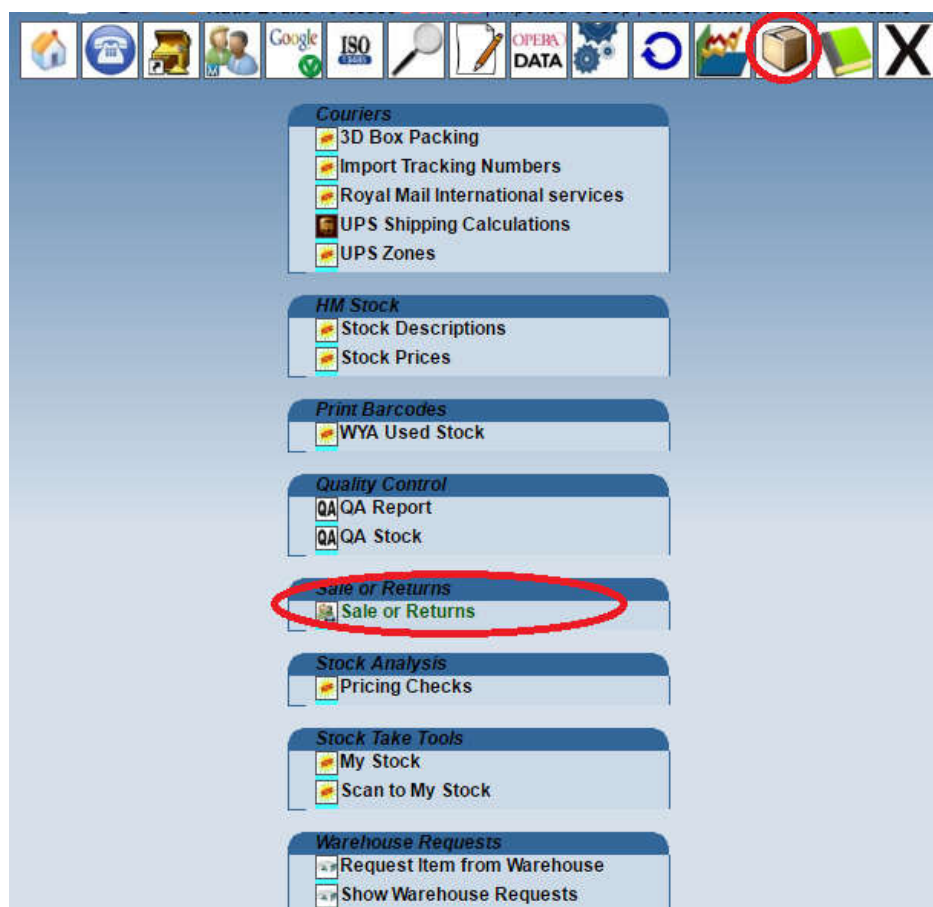 Google
ISO
13485
OPERA
DATA
M
X
Couriers
3D Box Packing
Import Tracking Numbers
Royal Mail International services
UPS Shipping Calculations
UPS Zones
HM Stock
Stock Descriptions
Stock Prices
Print Barcodes
WYA Used Stock
Quality Control
QA QA Report
QA QA Stock
Sale or Returns
Sale or Returns
Stock Analysis
Pricing Checks
Stock Take Tools
My Stock
Scan to My Stock
Warehouse Requests
Request Item from Warehouse
Show Warehouse Requests